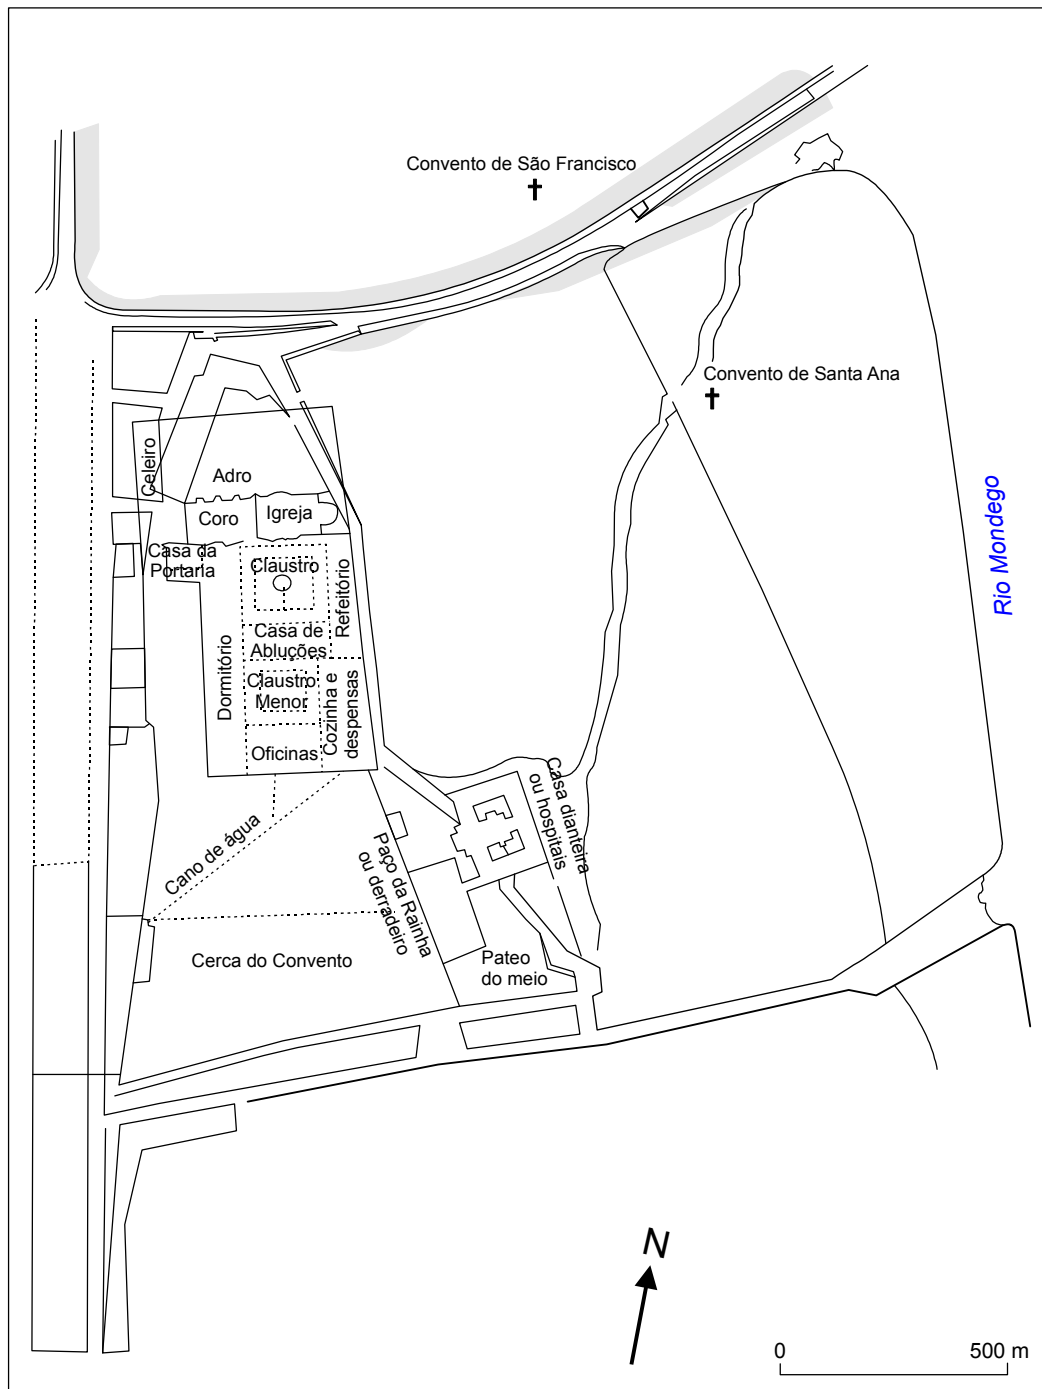 Convento de São Francisco
Convento de Santa Ana
Rio Mondego
Celeiro
Adro
Coro
Igreja
Casa da
Portaria
Claustro
Refeitório
Casa de
Abluções
Dormitório
Claustro
Menor
Cozinha e
despensas
Oficinas
Casa dianteira
ou hospitais
Cano de água
Paço da Rainha
ou derradeiro
Cerca do Convento
Pateo
do meio
N
0 500 m